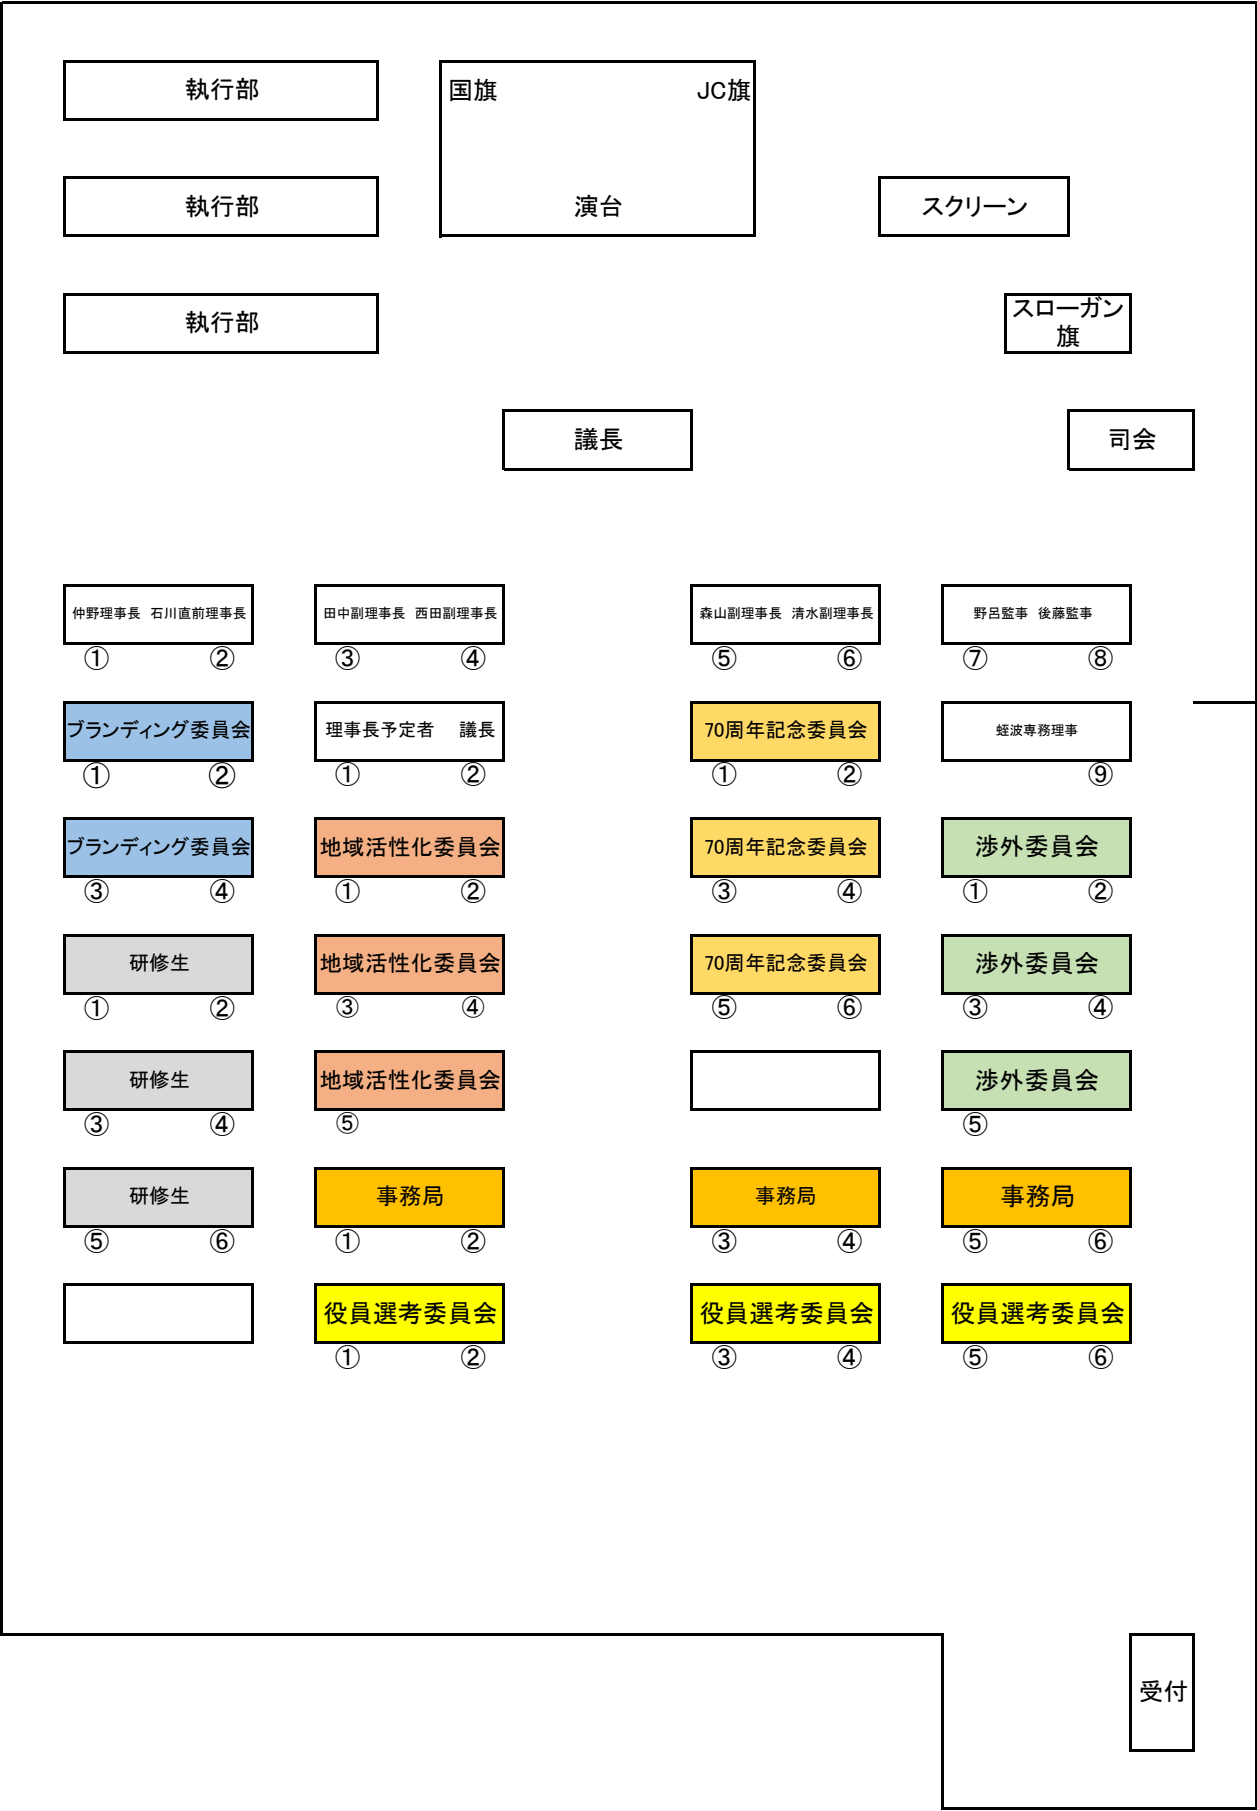 執行部
国旗 JC旗
執行部
演台
スクリーン
執行部
スローガン
旗
議長
司会
仲野理事長 石川直前理事長
田中副理事長 西田副理事長
森山副理事長 清水副理事長
野呂監事 後藤監事
① ②
③ ④
⑤ ⑥
⑦ ⑧
ブランディング委員会
理事長予定者 議長
70周年記念委員会
蛭波専務理事
① ②
① ②
① ②
⑨
ブランディング委員会
地域活性化委員会
70周年記念委員会
渉外委員会
③ ④
① ②
③ ④
① ②
研修生
地域活性化委員会
70周年記念委員会
渉外委員会
① ②
③ ④
⑤ ⑥
③ ④
研修生
地域活性化委員会
渉外委員会
③ ④
⑤
⑤
研修生
事務局
事務局
事務局
⑤ ⑥
① ②
③ ④
⑤ ⑥
役員選考委員会
役員選考委員会
役員選考委員会
① ②
③ ④
⑤ ⑥
受付